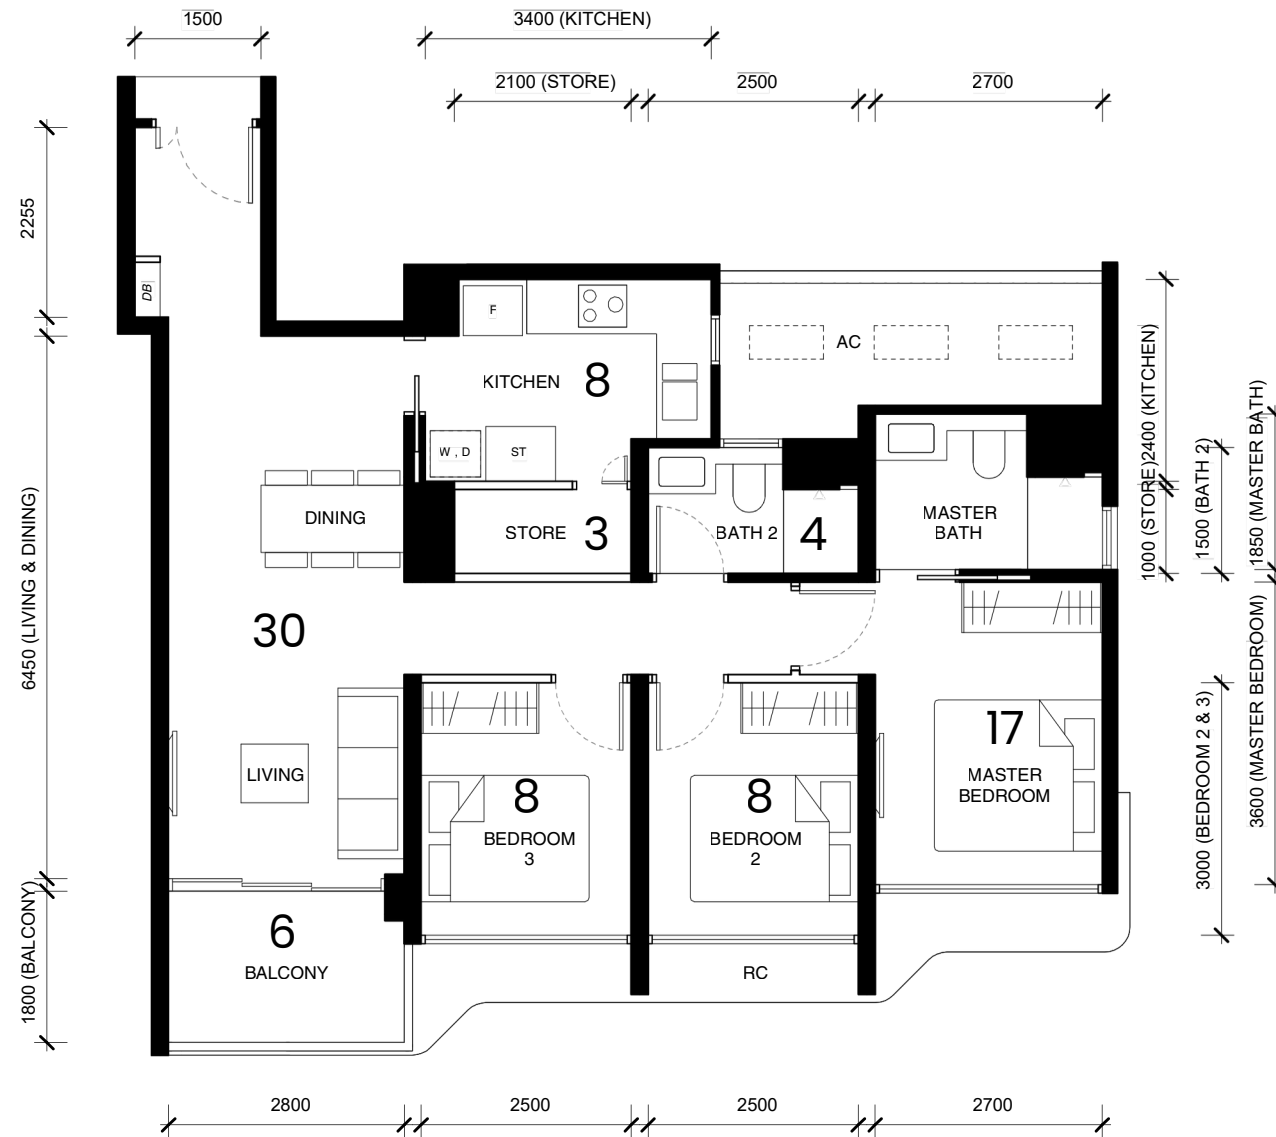 1500
3400 (KITCHEN)
2100 (STORE)
2500
2700
2255
DB
F
AC
KITCHEN 8
W , D
ST
STORE 3
BATH 2 4
MASTER
BATH
DINING
30
LIVING
6450 (LIVING & DINING)
8
BEDROOM
3
8
BEDROOM
2
17
MASTER
BEDROOM
6
BALCONY
RC
1800 (BALCONY)
1000 (STORE)
2400 (KITCHEN)
1500 (BATH 2)
1850 (MASTER BATH)
3000 (BEDROOM 2 & 3)
3600 (MASTER BEDROOM)
2800
2500
2500
2700